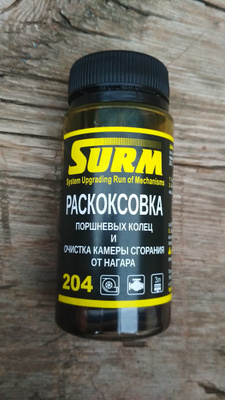 SURM
System Upgrading Run of Mechanisms
РАСКОКСОВКА
ПОРШНЕВЫХ КОЛЕЦ
И
ОЧИСТКА КАМЕРЫ СГОРАНИЯ
ОТ НАГАРА
204